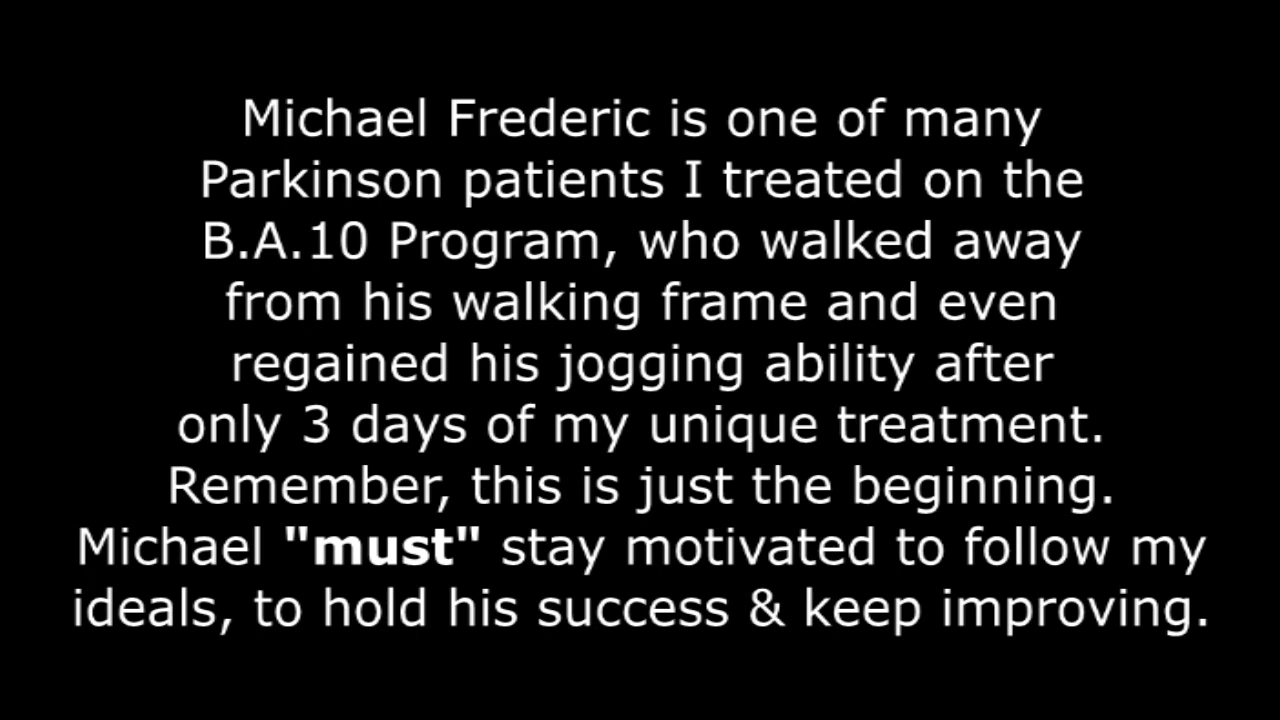 Michael Frederic is one of many
Parkinson patients I treated on the
B.A.10 Program, who walked away
from his walking frame and even
regained his jogging ability after
only 3 days of my unique treatment.
Remember, this is just the beginning.
Michael "must" stay motivated to follow my
ideals, to hold his success & keep improving.